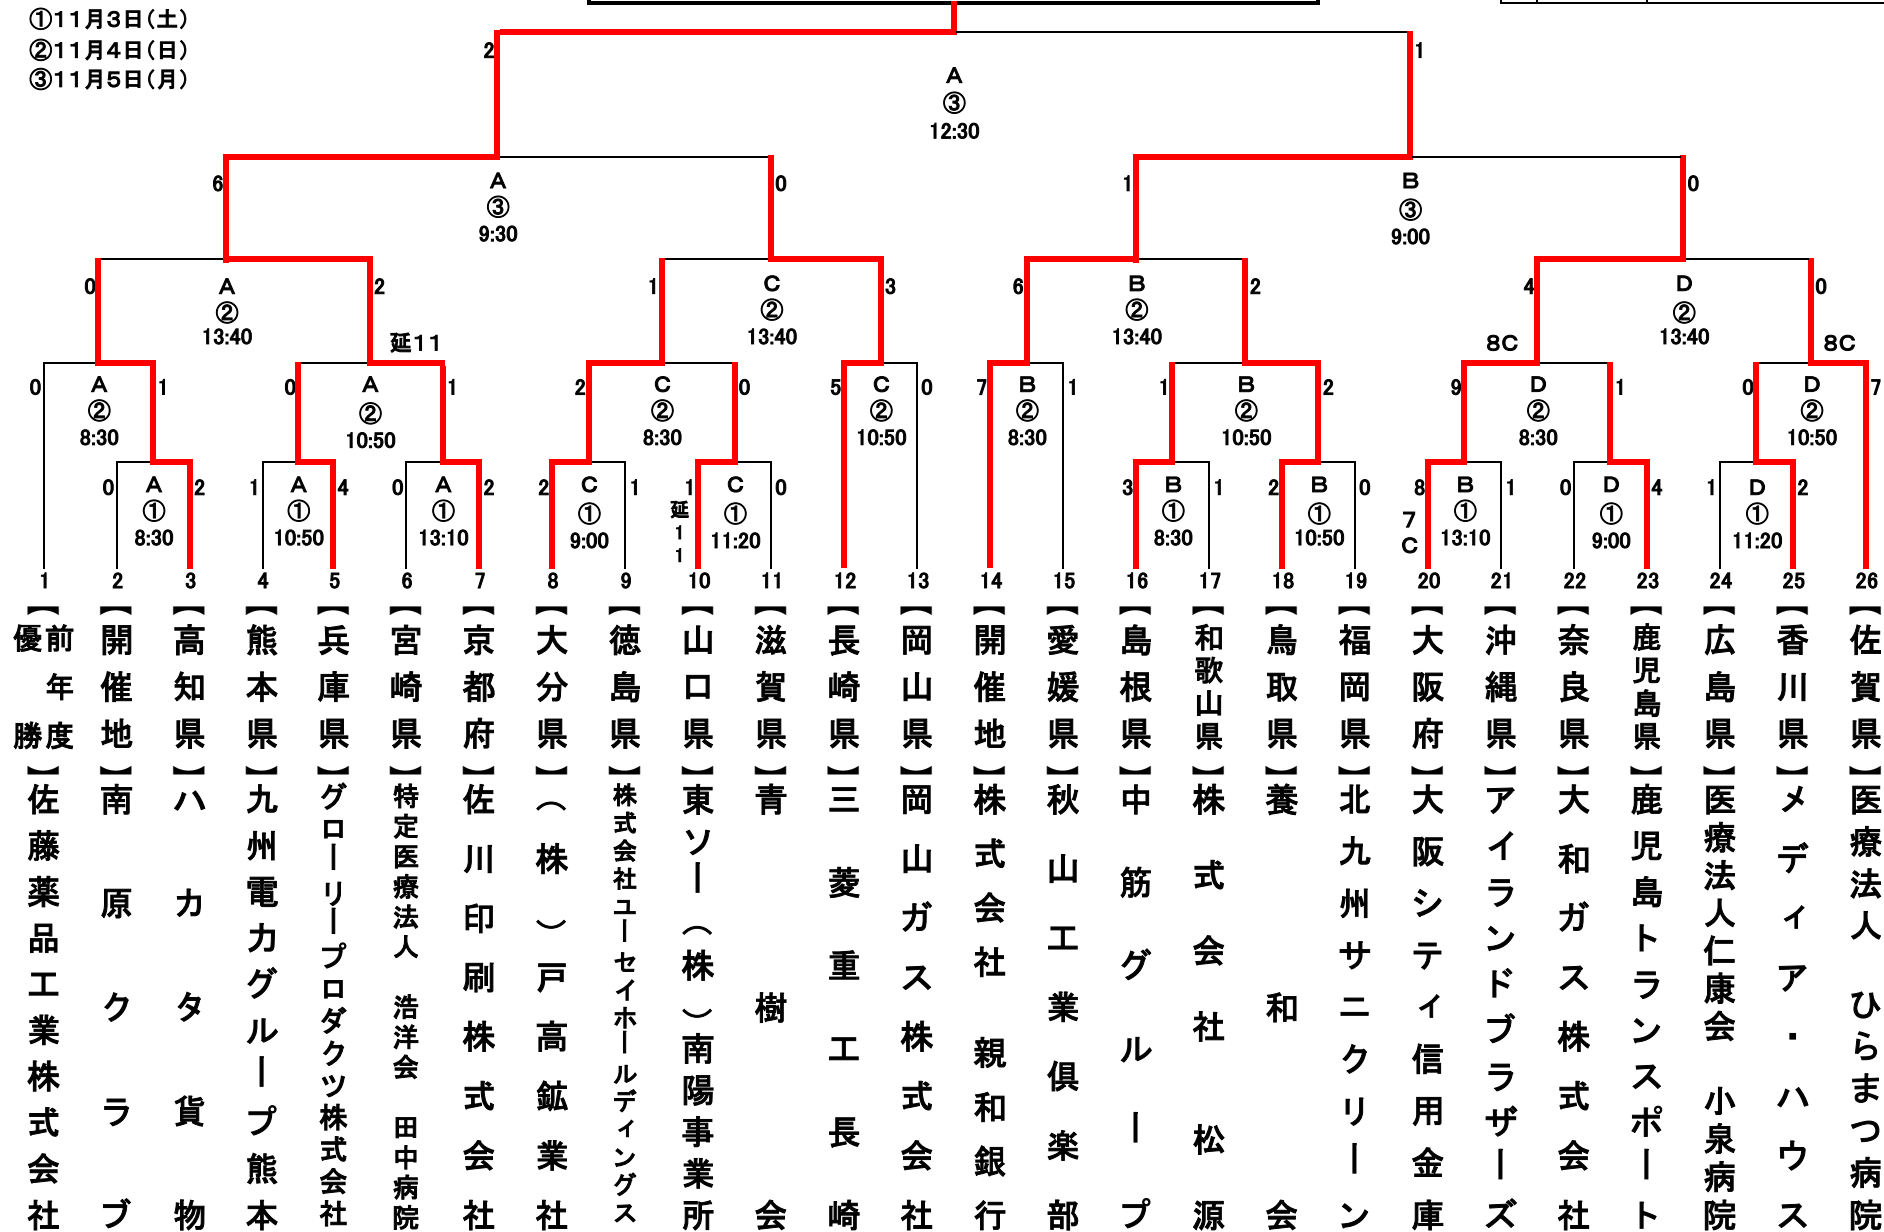 ①11月3日(土)
②11月4日(日)
③11月5日(月)
2
1
A
③
12:30
6
A
③
9:30
0
1
B
③
9:00
0
0
A
②
13:40
2
1
C
②
13:40
3
6
B
②
13:40
2
4
D
②
13:40
0
延11
8C
8C
0
A
②
8:30
1
0
A
②
10:50
1
2
C
②
8:30
0
5
C
②
10:50
0
7
B
②
8:30
1
1
B
②
10:50
2
9
D
②
8:30
1
0
D
②
10:50
7
0
A
①
8:30
2
1
A
①
10:50
4
0
A
①
13:10
2
2
C
①
9:00
1
1
延11
C
①
11:20
0
3
B
①
8:30
1
2
B
①
10:50
0
8
7C
B
①
13:10
1
0
D
①
9:00
4
1
D
①
11:20
2
1
【前年度優勝】佐藤薬品工業株式会社
2
【開催地】南原クラブ
3
【高知県】ハカタ貨物
4
【熊本県】九州電力グループ熊本
5
【兵庫県】グローリープロダクツ株式会社
6
【宮崎県】特定医療法人 浩洋会 田中病院
7
【京都府】佐川印刷株式会社
8
【大分県】(株)戸高鉱業社
9
【徳島県】株式会社ユーセイホールディングス
10
【山口県】東ソー(株)南陽事業所
11
【滋賀県】青樹会
12
【長崎県】三菱重工長崎
13
【岡山県】岡山ガス株式会社
14
【開催地】株式会社 親和銀行
15
【愛媛県】秋山工業倶楽部
16
【島根県】中筋グループ
17
【和歌山県】株式会社松源
18
【鳥取県】養和会
19
【福岡県】北九州サニクリーン
20
【大阪府】大阪シティ信用金庫
21
【沖縄県】アイランドブラザーズ
22
【奈良県】大和ガス株式会社
23
【鹿児島県】鹿児島トランスポート
24
【広島県】医療法人仁康会 小泉病院
25
【香川県】メディア・ハウス
26
【佐賀県】医療法人 ひらまつ病院